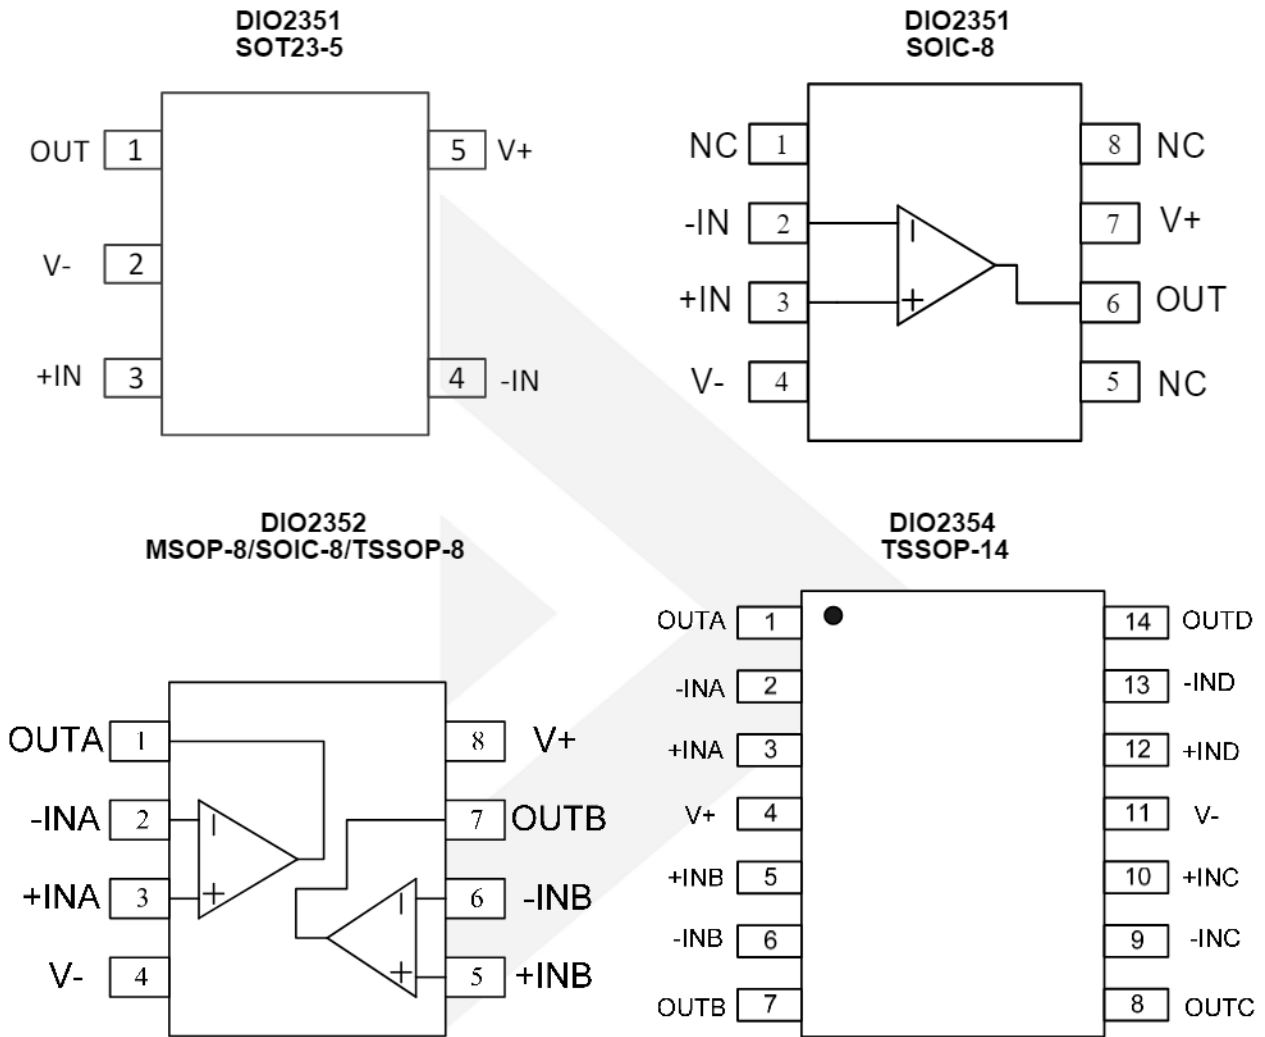 DIO2351
SOT23-5
OUT 1 5 V+
V- 2
+IN 3 4 -IN
DIO2351
SOIC-8
NC 1 8 NC
-IN 2 7 V+
+IN 3 6 OUT
V- 4 5 NC
DIO2352
MSOP-8/SOIC-8/TSSOP-8
OUTA 1 8 V+
-INA 2 7 OUTB
+INA 3 6 -INB
V- 4 5 +INB
DIO2354
TSSOP-14
OUTA 1 14 OUTD
-INA 2 13 -IND
+INA 3 12 +IND
V+ 4 11 V-
+INB 5 10 +INC
-INB 6 9 -INC
OUTB 7 8 OUTC